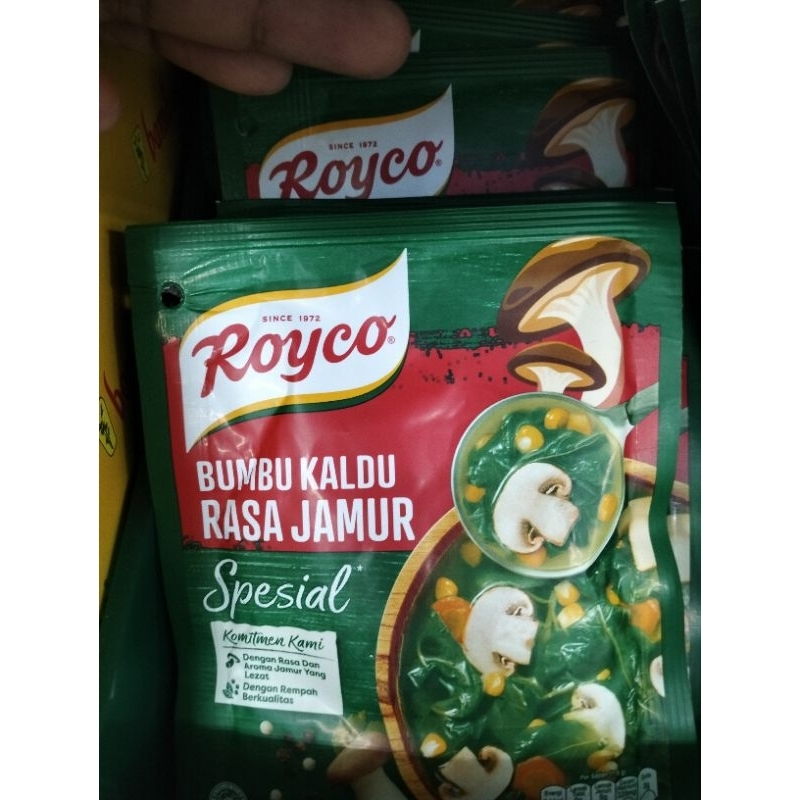 SINCE 1972
Royco®
SINCE 1972
Royco®
BUMBU KALDU
RASA JAMUR
Spesial*
Komitmen Kami
Dengan Rasa Dan
Aroma Jamur Yang
Lezat
Dengan Rempah
Berkualitas